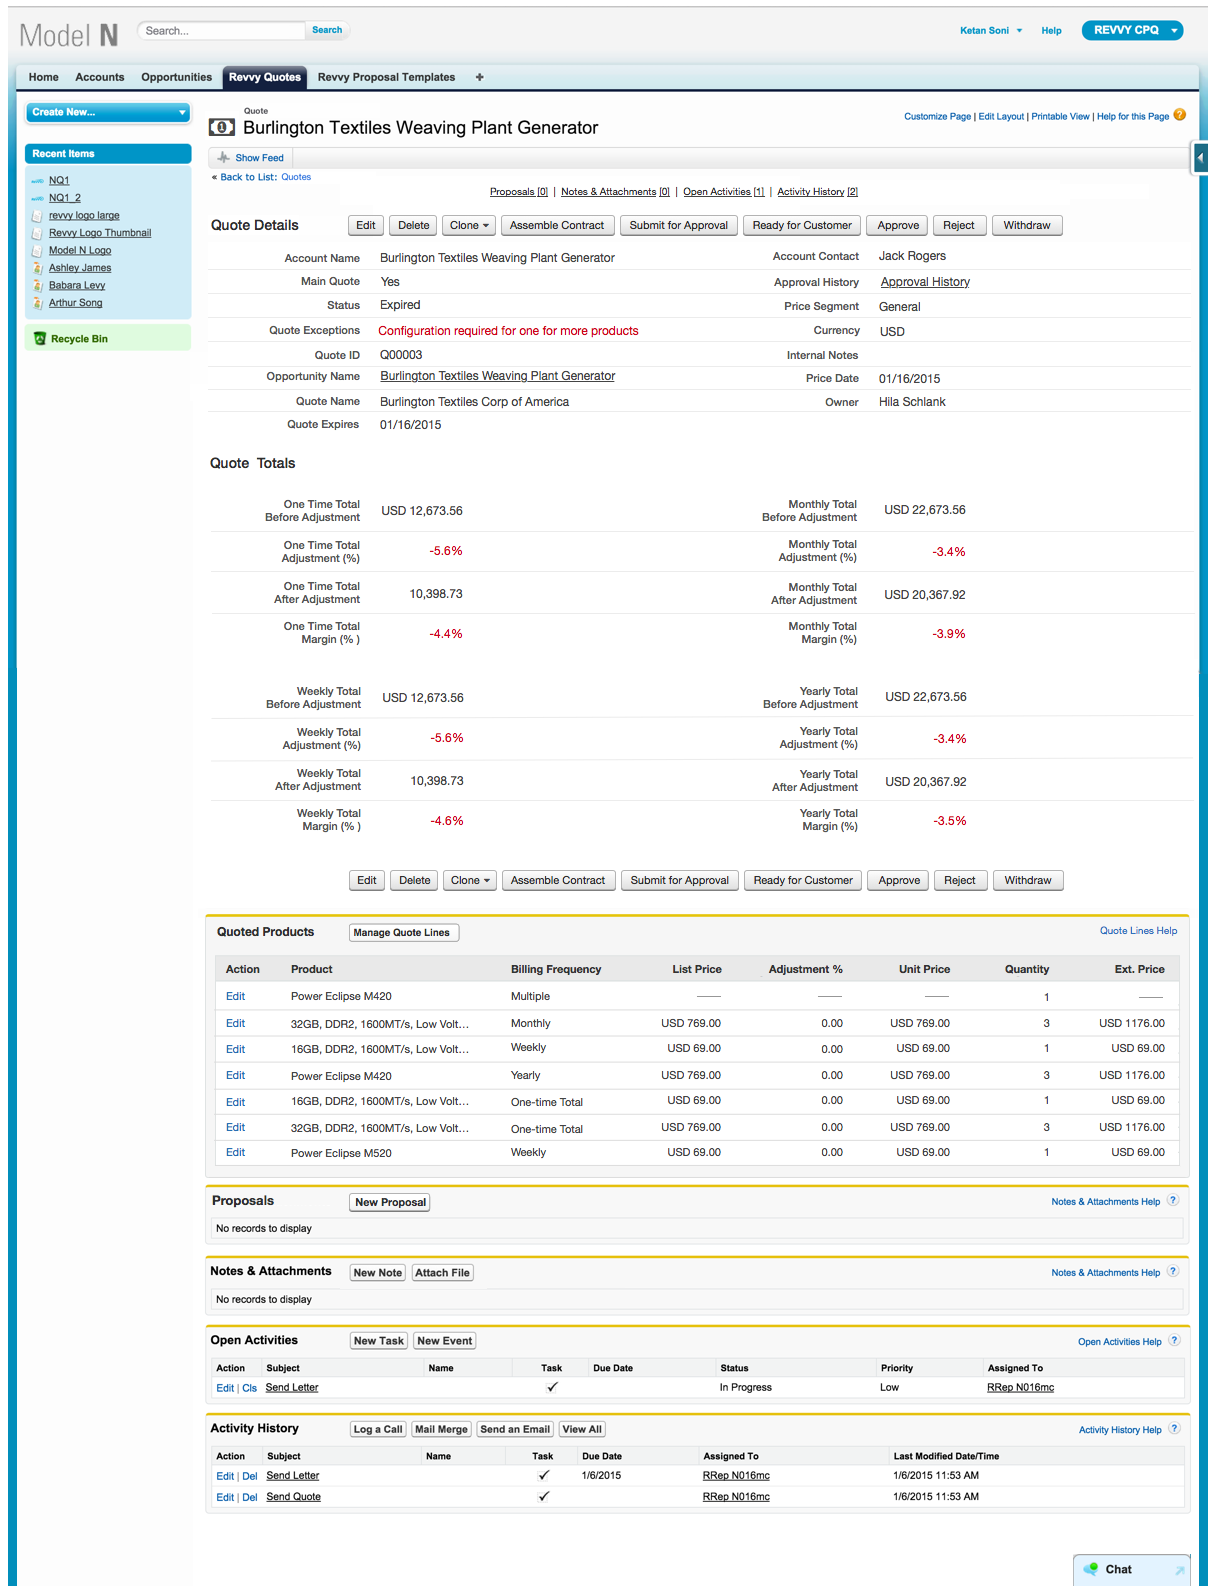 Model N
Search...
Search
Ketan Soni
Help
REVVY CPQ
Home
Accounts
Opportunities
Revvy Quotes
Revvy Proposal Templates
+
Create New...
Recent Items
NQ1
NQ1_2
revvy logo large
Revvy Logo Thumbnail
Model N Logo
Ashley James
Babara Levy
Arthur Song
Recycle Bin
Quote
Burlington Textiles Weaving Plant Generator
Customize Page | Edit Layout | Printable View | Help for this Page ?
Show Feed
« Back to List: Quotes
Proposals [0] | Notes & Attachments [0] | Open Activities [1] | Activity History [2]
Quote Details
Edit Delete Clone Assemble Contract Submit for Approval Ready for Customer Approve Reject Withdraw
Account Name Burlington Textiles Weaving Plant Generator Account Contact Jack Rogers
Main Quote Yes Approval History Approval History
Status Expired Price Segment General
Quote Exceptions Configuration required for one for more products Currency USD
Quote ID Q00003 Internal Notes
Opportunity Name Burlington Textiles Weaving Plant Generator Price Date 01/16/2015
Quote Name Burlington Textiles Corp of America Owner Hila Schlank
Quote Expires 01/16/2015
Quote Totals
One Time Total
Before Adjustment
USD 12,673.56
Monthly Total
Before Adjustment
USD 22,673.56
One Time Total
Adjustment (%)
-5.6%
Monthly Total
Adjustment (%)
-3.4%
One Time Total
After Adjustment
10,398.73
Monthly Total
After Adjustment
USD 20,367.92
One Time Total
Margin (% )
-4.4%
Monthly Total
Margin (%)
-3.9%
Weekly Total
Before Adjustment
USD 12,673.56
Yearly Total
Before Adjustment
USD 22,673.56
Weekly Total
Adjustment (%)
-5.6%
Yearly Total
Adjustment (%)
-3.4%
Weekly Total
After Adjustment
10,398.73
Yearly Total
After Adjustment
USD 20,367.92
Weekly Total
Margin (% )
-4.6%
Yearly Total
Margin (%)
-3.5%
Edit Delete Clone Assemble Contract Submit for Approval Ready for Customer Approve Reject Withdraw
Quoted Products
Manage Quote Lines
Quote Lines Help
Action Product Billing Frequency List Price Adjustment % Unit Price Quantity Ext. Price
Edit Power Eclipse M420 Multiple —— —— —— 1 ——
Edit 32GB, DDR2, 1600MT/s, Low Volt... Monthly USD 769.00 0.00 USD 769.00 3 USD 1176.00
Edit 16GB, DDR2, 1600MT/s, Low Volt... Weekly USD 69.00 0.00 USD 69.00 1 USD 69.00
Edit Power Eclipse M420 Yearly USD 769.00 0.00 USD 769.00 3 USD 1176.00
Edit 16GB, DDR2, 1600MT/s, Low Volt... One-time Total USD 69.00 0.00 USD 69.00 1 USD 69.00
Edit 32GB, DDR2, 1600MT/s, Low Volt... One-time Total USD 769.00 0.00 USD 769.00 3 USD 1176.00
Edit Power Eclipse M520 Weekly USD 69.00 0.00 USD 69.00 1 USD 69.00
Proposals
New Proposal
Notes & Attachments Help ?
No records to display
Notes & Attachments
New Note Attach File
Notes & Attachments Help ?
No records to display
Open Activities
New Task New Event
Open Activities Help ?
Action Subject Name Task Due Date Status Priority Assigned To
Edit | Cls Send Letter ✓ In Progress Low RRep N016mc
Activity History
Log a Call Mail Merge Send an Email View All
Activity History Help ?
Action Subject Name Task Due Date Assigned To Last Modified Date/Time
Edit | Del Send Letter ✓ 1/6/2015 RRep N016mc 1/6/2015 11:53 AM
Edit | Del Send Quote ✓ RRep N016mc 1/6/2015 11:53 AM
Chat